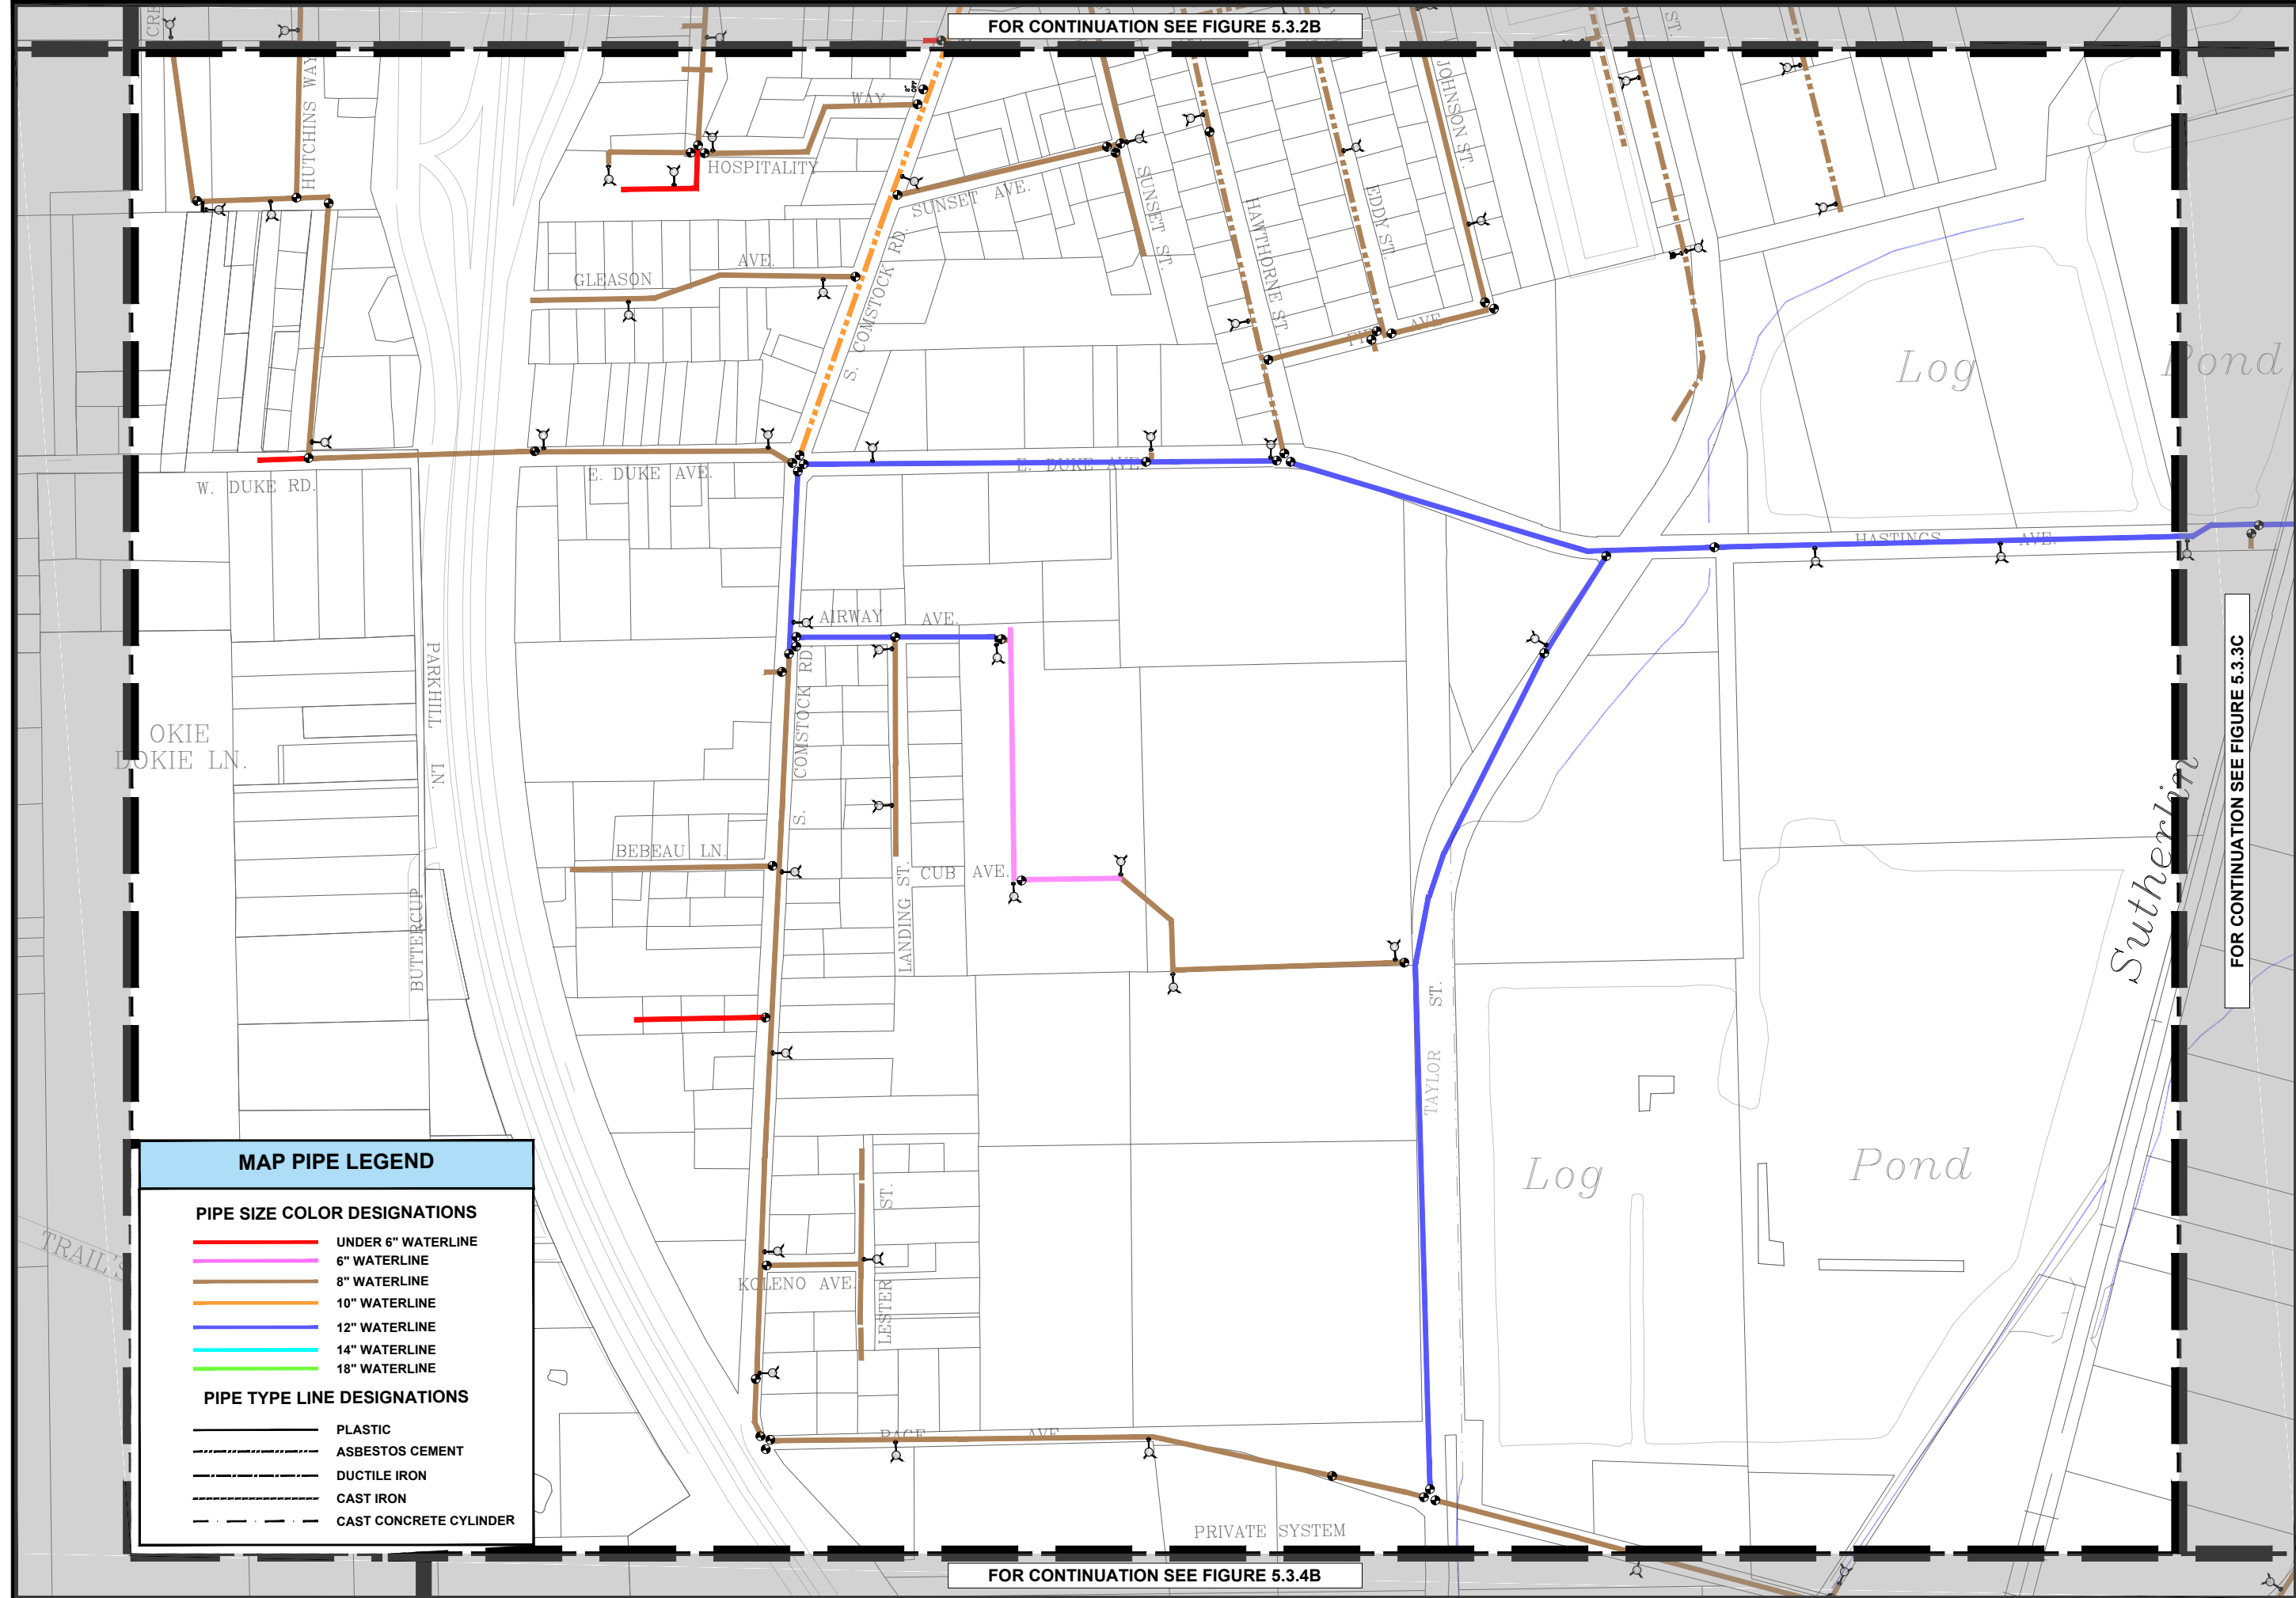 FOR CONTINUATION SEE FIGURE 5.3.2B
CRE
ST.
HUTCHINS WAY
WAY
HOSPITALITY
JOHNSON ST.
SUNSET AVE.
SUNSET ST.
HAWTHORNE ST.
EDDY ST.
GLEASON AVE.
S. COMSTOCK RD.
AVE.
Log Pond
W. DUKE RD.
E. DUKE AVE.
E. DUKE AVE.
HASTINGS AVE.
AIRWAY AVE.
PARKHILL LN.
OKIE
DOKIE LN.
S. COMSTOCK RD.
FOR CONTINUATION SEE FIGURE 5.3.3C
Sutherlin
BEBEAU LN.
CUB AVE.
LANDING ST.
BUTTERCUP
TAYLOR ST.
Log Pond
TRAIL'S
KOLENO AVE.
LESTER ST.
PAGE AVE.
PRIVATE SYSTEM
MAP PIPE LEGEND
PIPE SIZE COLOR DESIGNATIONS
UNDER 6" WATERLINE
6" WATERLINE
8" WATERLINE
10" WATERLINE
12" WATERLINE
14" WATERLINE
18" WATERLINE
PIPE TYPE LINE DESIGNATIONS
PLASTIC
ASBESTOS CEMENT
DUCTILE IRON
CAST IRON
CAST CONCRETE CYLINDER
FOR CONTINUATION SEE FIGURE 5.3.4B